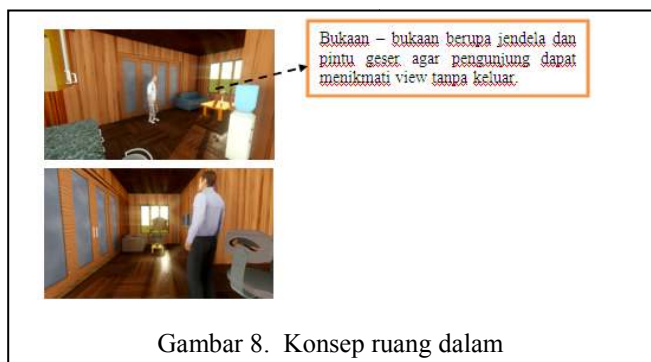 Bukaan – bukaan berupa jendela dan
pintu geser agar pengunjung dapat
menikmati view tanpa keluar.
Gambar 8. Konsep ruang dalam